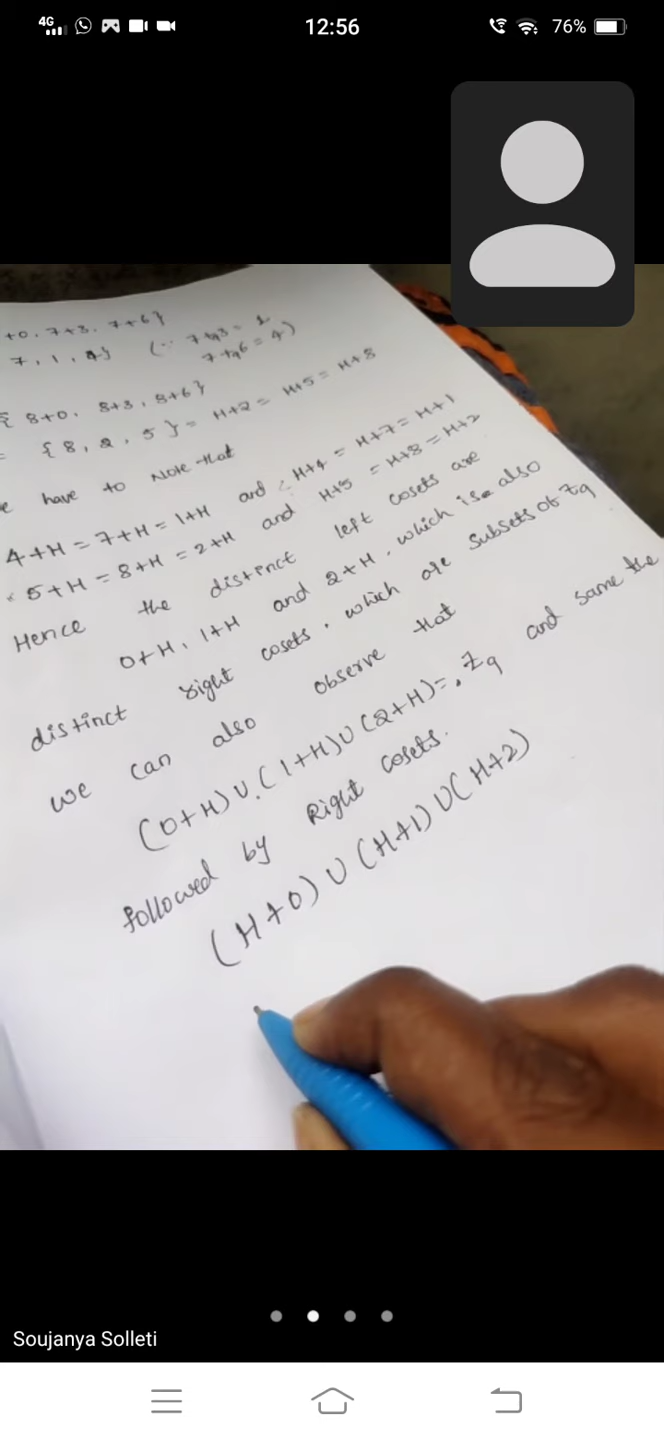 4G 12:56 76%
+0, 7+3, 7+6}
7, 1, 4} (∵ 7+₉3 = 1
7+₉6 = 4)
{ 8+0, 8+3, 8+6}
= {8, 2, 5} = H+2 = H+5 = H+8
have to Note that
4+H = 7+H = 1+H and H+4 = H+7 = H+1
5+H = 8+H = 2+H and H+5 = H+8 = H+2
Hence the distinct left cosets are
0+H, 1+H and 2+H, which is also
distinct right cosets, which are subsets of Z₉
we can also observe that
(0+H) ∪ (1+H) ∪ (2+H) = Z₉ and same the
followed by Right cosets.
(H+0) ∪ (H+1) ∪ (H+2)
Soujanya Solleti